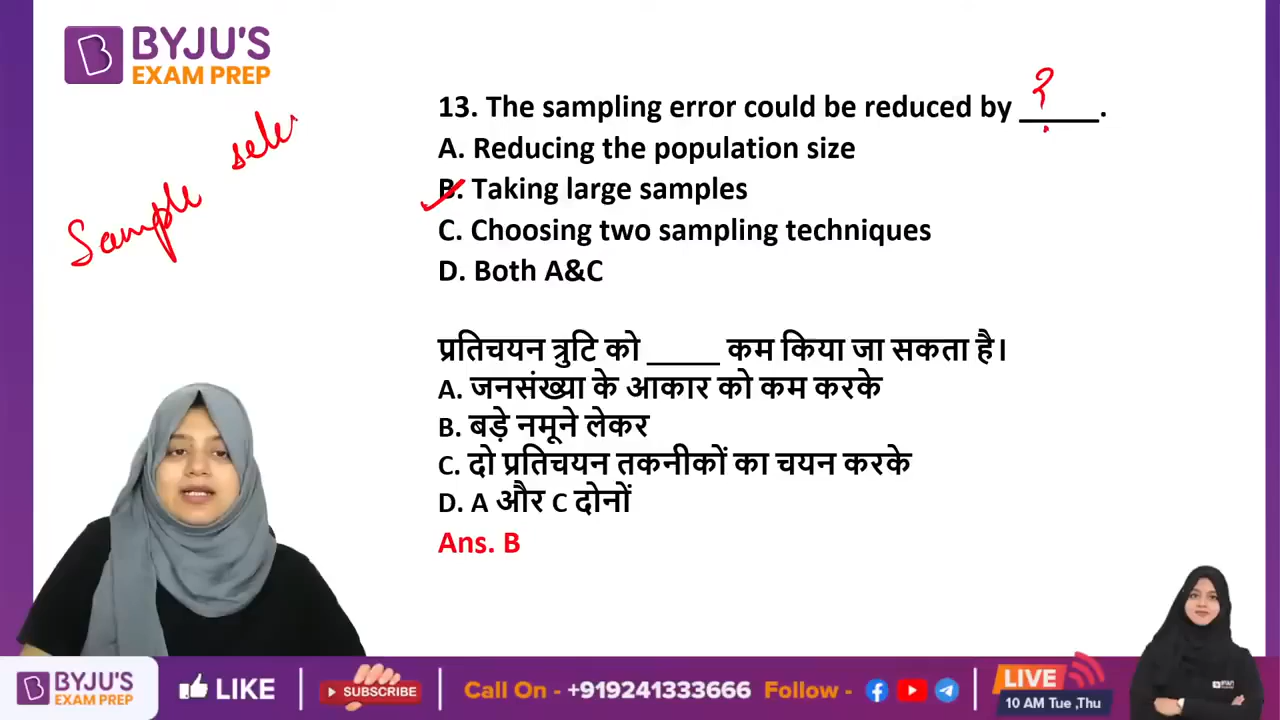 BYJU'S
EXAM PREP
Sample sele
?
13. The sampling error could be reduced by _____.
A. Reducing the population size
B. Taking large samples
C. Choosing two sampling techniques
D. Both A&C
प्रतिचयन त्रुटि को _____ कम किया जा सकता है।
A. जनसंख्या के आकार को कम करके
B. बड़े नमूने लेकर
C. दो प्रतिचयन तकनीकों का चयन करके
D. A और C दोनों
Ans. B
BYJU'S
EXAM PREP
LIKE
SUBSCRIBE
Call On - +919241333666 Follow -
LIVE
10 AM Tue ,Thu